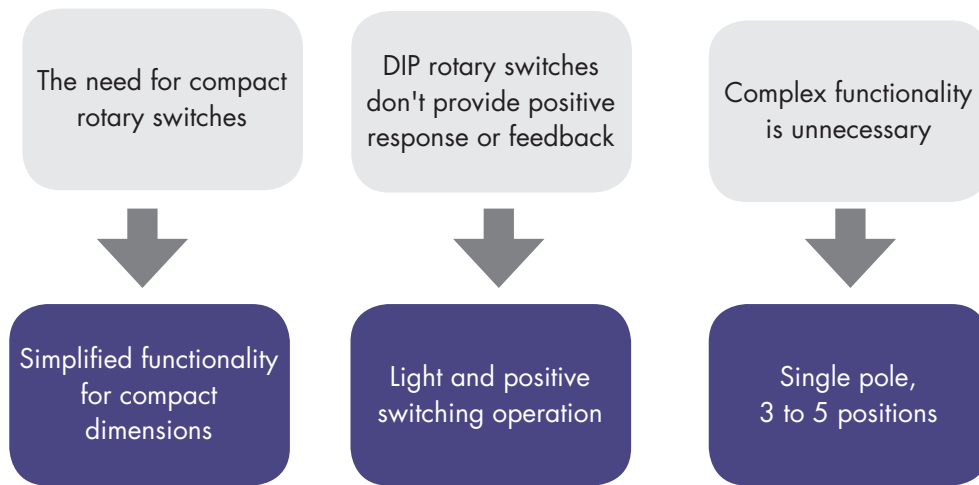 The need for compact
rotary switches
DIP rotary switches
don't provide positive
response or feedback
Complex functionality
is unnecessary
Simplified functionality
for compact
dimensions
Light and positive
switching operation
Single pole,
3 to 5 positions